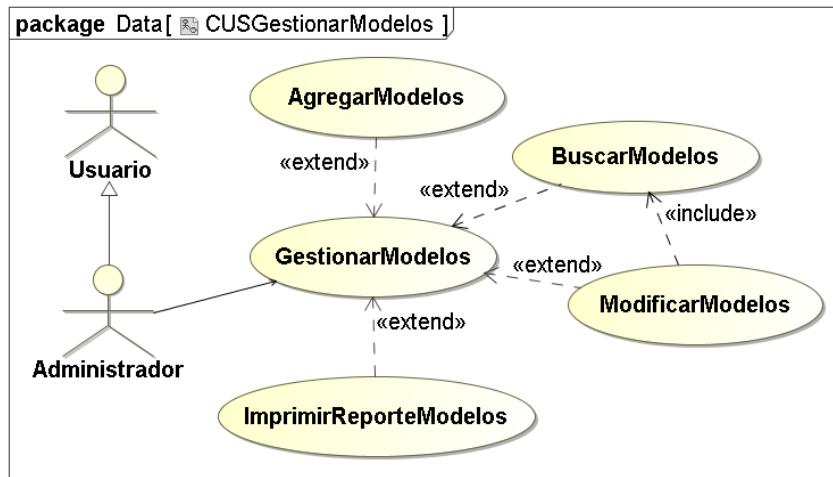 package Data[ CUSGestionarModelos ]
AgregarModelos
Usuario
«extend»
BuscarModelos
«extend»
«include»
GestionarModelos
«extend»
ModificarModelos
«extend»
Administrador
ImprimirReporteModelos